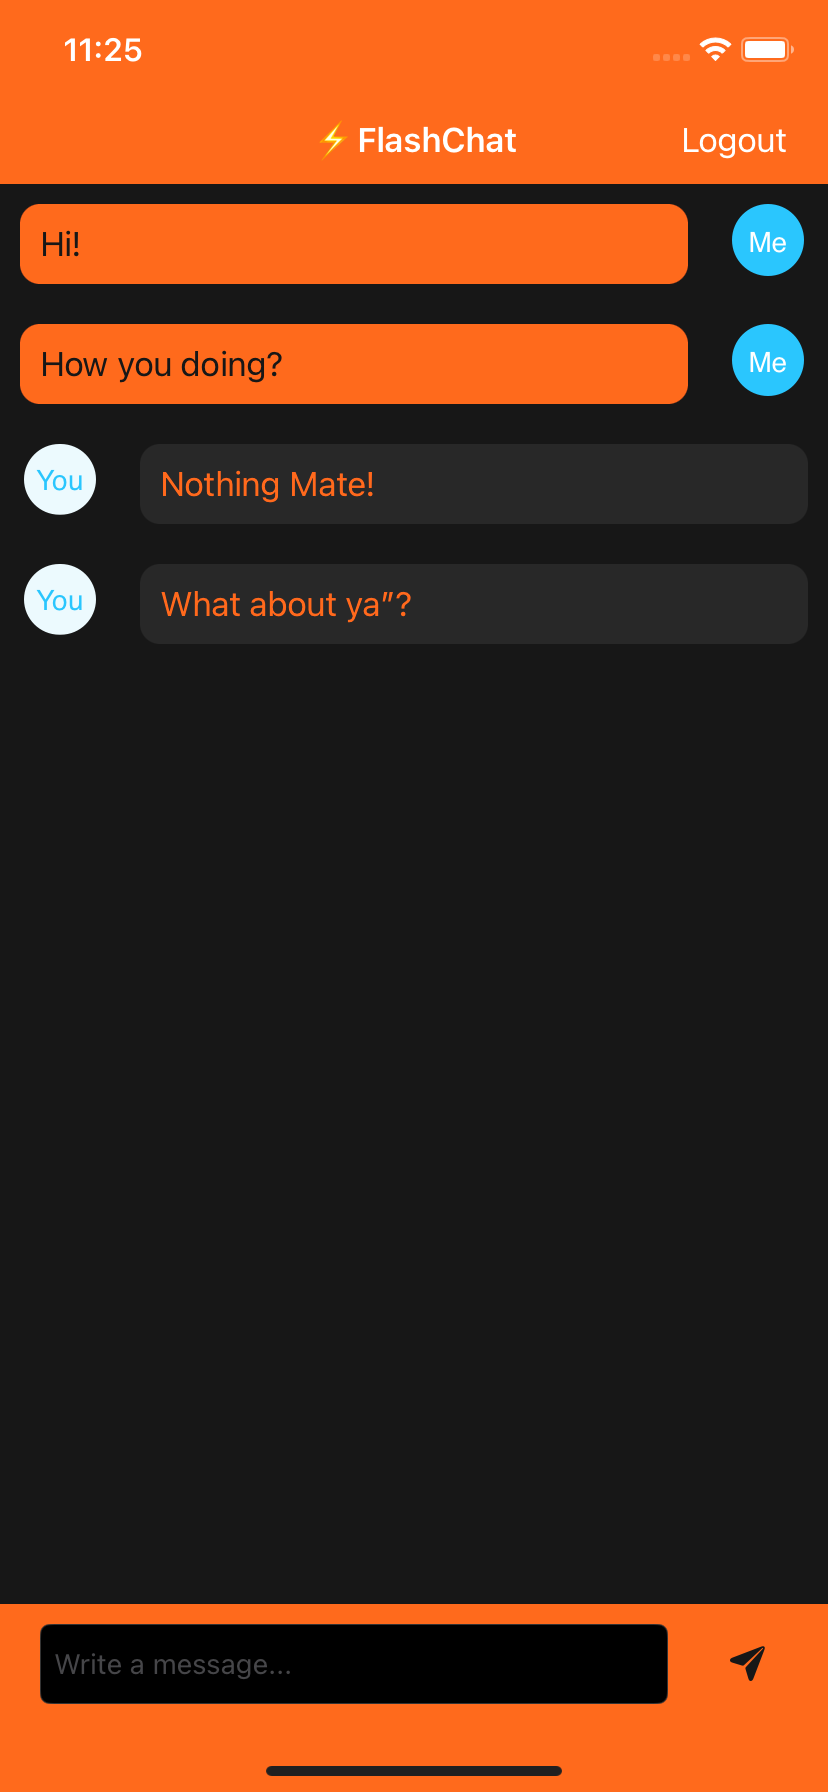 11:25
⚡FlashChat
Logout
Hi!
Me
How you doing?
Me
You
Nothing Mate!
You
What about ya”?
Write a message...